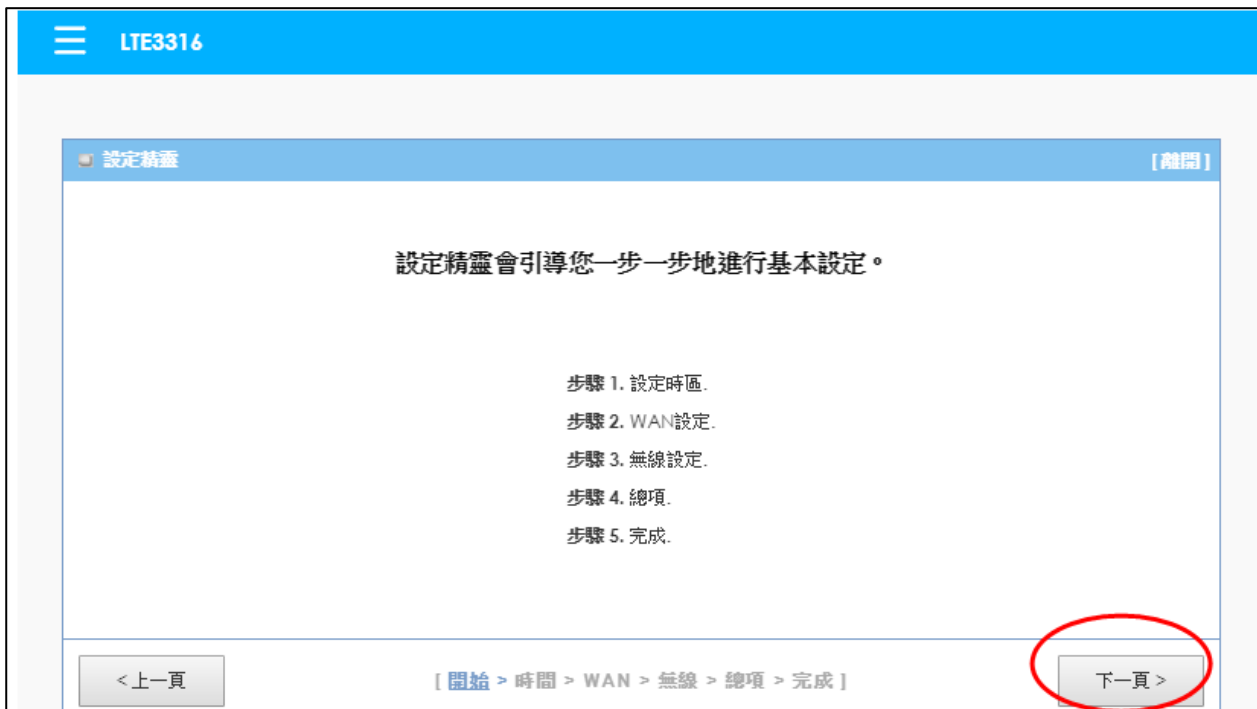 LTE3316
設定精靈 [離開]
設定精靈會引導您一步一步地進行基本設定。
步驟 1. 設定時區.
步驟 2. WAN設定.
步驟 3. 無線設定.
步驟 4. 總項.
步驟 5. 完成.
<上一頁 [ 開始 > 時間 > WAN > 無線 > 總項 > 完成 ] 下一頁 >